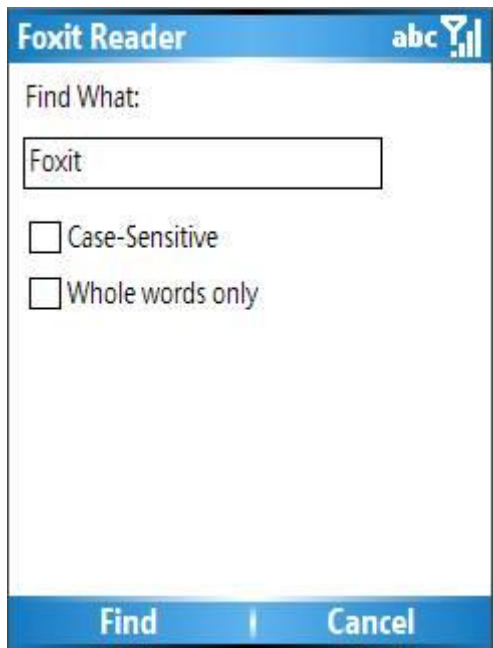 Foxit Reader abc
Find What:
Foxit
Case-Sensitive
Whole words only
Find Cancel